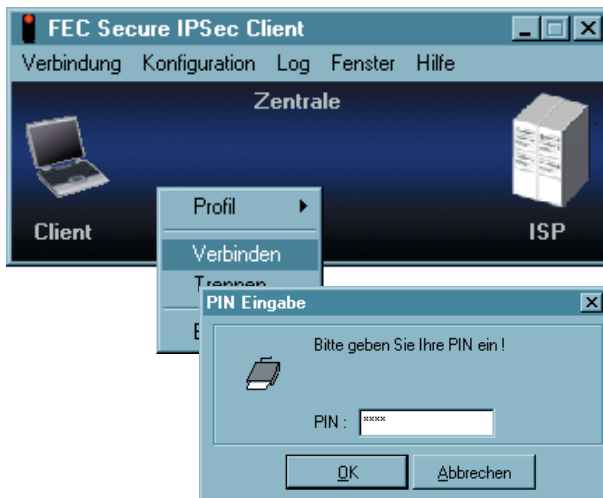 FEC Secure IPSec Client
Verbindung Konfiguration Log Fenster Hilfe
Zentrale
Client
ISP
Profil
Verbinden
Trennen
PIN Eingabe
Bitte geben Sie Ihre PIN ein !
PIN : ****
OK Abbrechen